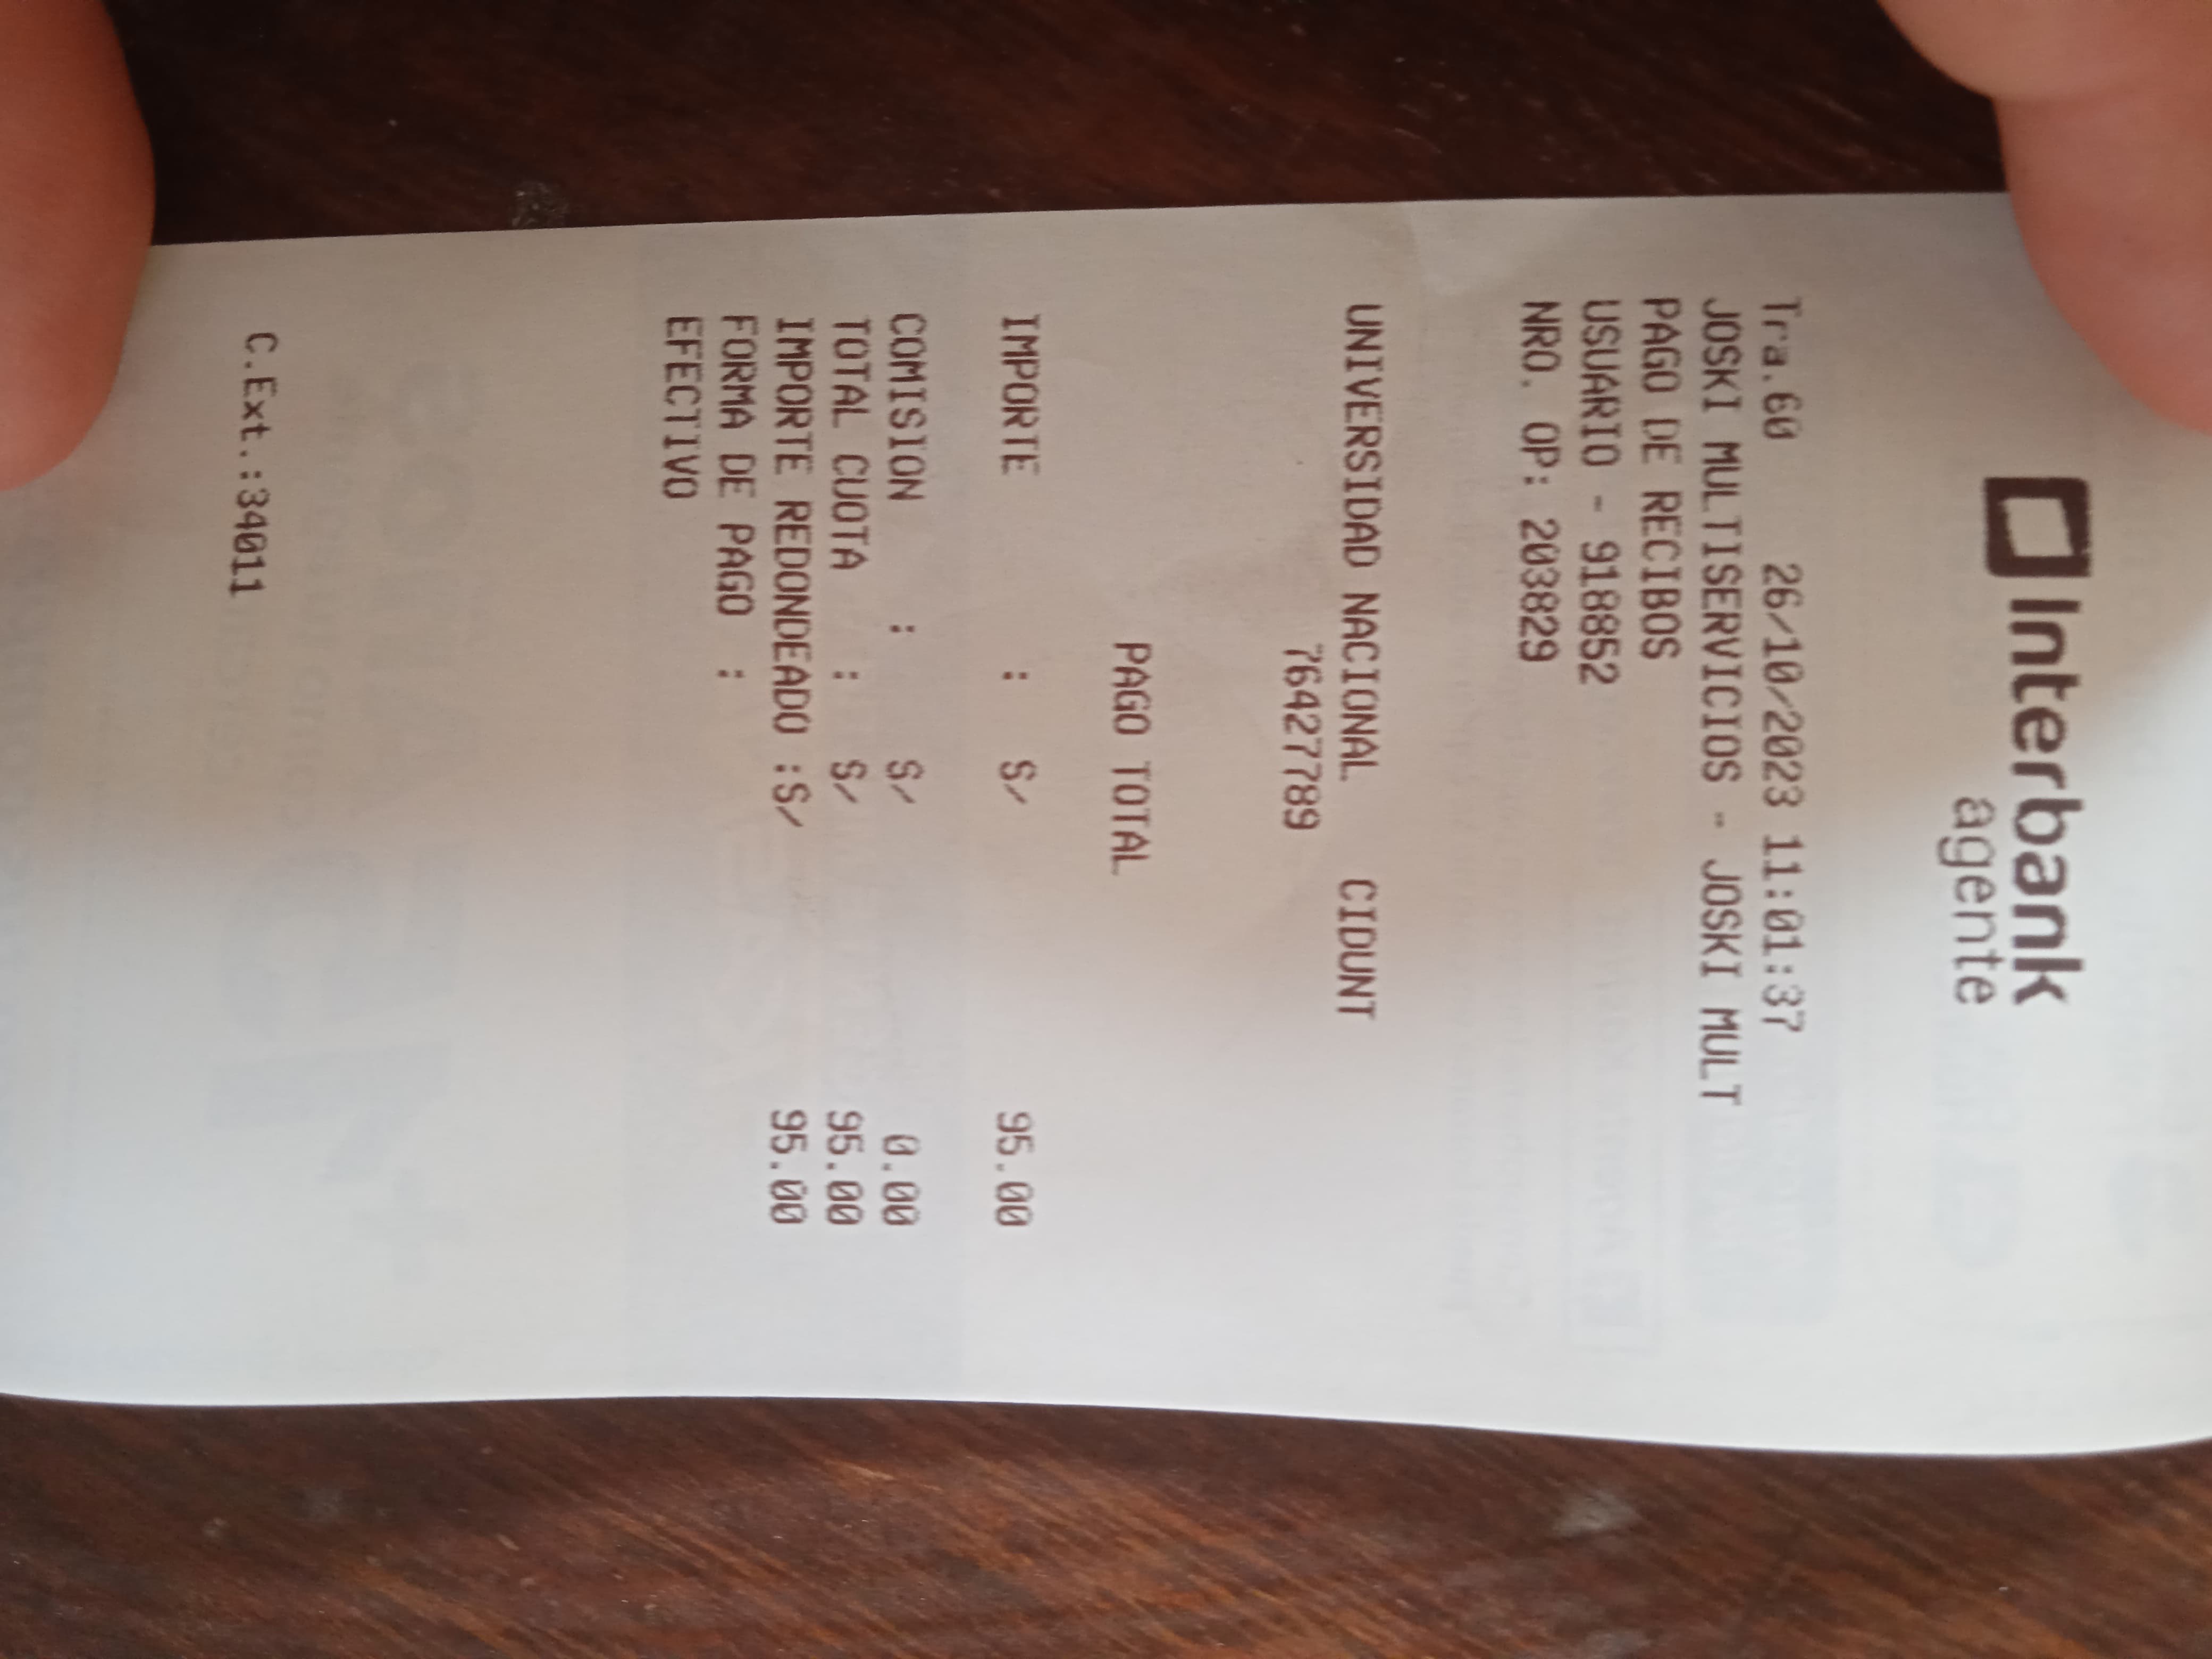 Interbank
agente
Tra.60 26/10/2023 11:01:37
JOSKI MULTISERVICIOS - JOSKI MULT
PAGO DE RECIBOS
USUARIO - 918852
NRO. OP: 2038829
UNIVERSIDAD NACIONAL CIDUNT
76427789
PAGO TOTAL
IMPORTE : S/ 95.00
COMISION : S/ 0.00
TOTAL CUOTA : S/ 95.00
IMPORTE REDONDEADO :S/ 95.00
FORMA DE PAGO :
EFECTIVO
C.Ext.:34011